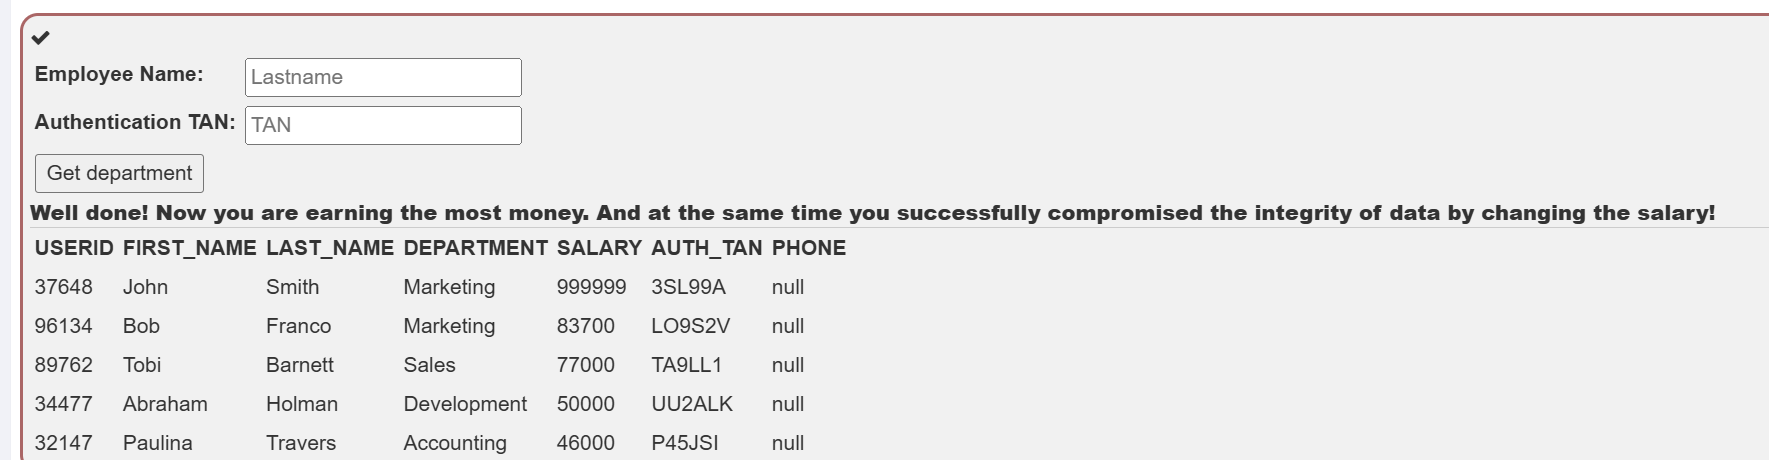 Employee Name: Lastname
Authentication TAN: TAN
Get department
Well done! Now you are earning the most money. And at the same time you successfully compromised the integrity of data by changing the salary!
USERID FIRST_NAME LAST_NAME DEPARTMENT SALARY AUTH_TAN PHONE
37648 John Smith Marketing 999999 3SL99A null
96134 Bob Franco Marketing 83700 LO9S2V null
89762 Tobi Barnett Sales 77000 TA9LL1 null
34477 Abraham Holman Development 50000 UU2ALK null
32147 Paulina Travers Accounting 46000 P45JSI null